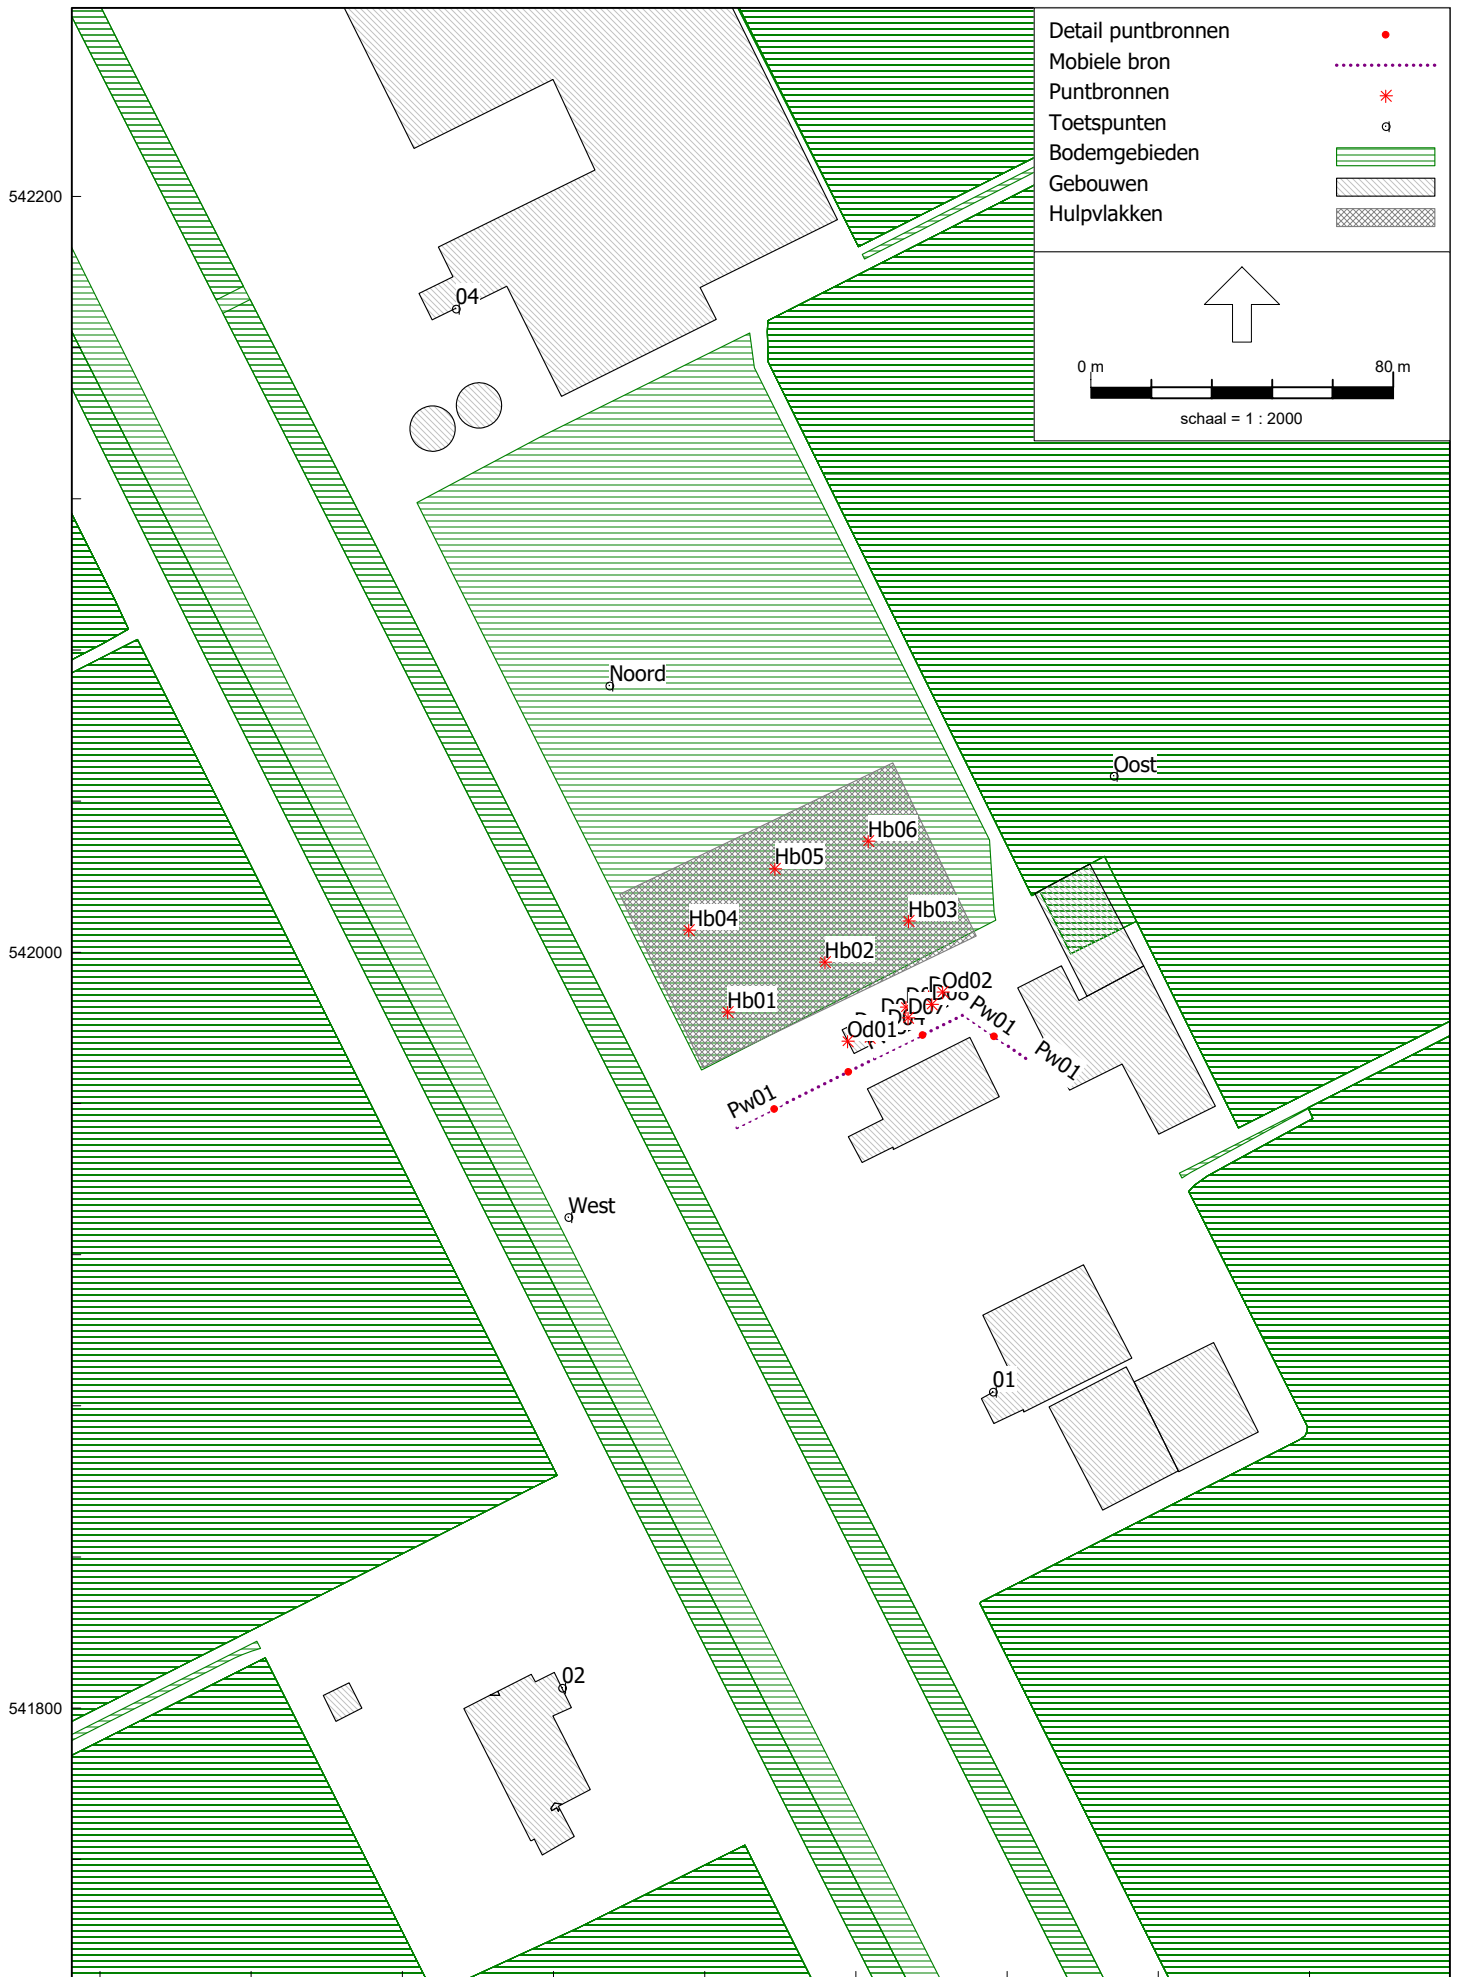 Detail puntbronnen
Mobiele bron
Puntbronnen
Toetspunten
Bodemgebieden
Gebouwen
Hulpvlakken
542200
04
0 m 80 m
schaal = 1 : 2000
Noord
Oost
Hb06
Hb05
Hb03
Hb04
542000
Hb02
Od02
Hb01
D07
Pw01
Od01
Pw01
Pw01
West
01
02
541800